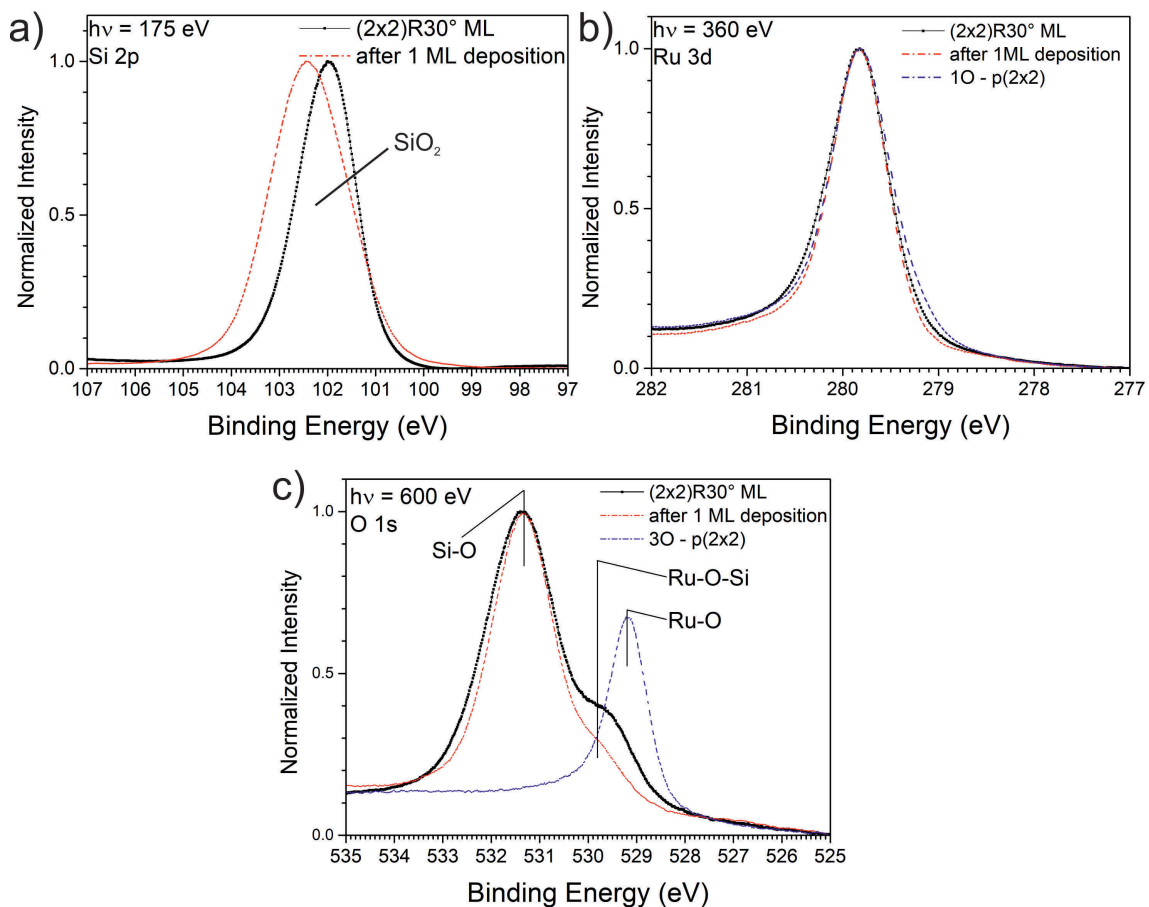 a)
hν = 175 eV
Si 2p
(2x2)R30° ML
after 1 ML deposition
SiO₂
Normalized Intensity
1.0
0.5
0.0
107 106 105 104 103 102 101 100 99 98 97
Binding Energy (eV)
b)
hν = 360 eV
Ru 3d
(2x2)R30° ML
after 1ML deposition
1O - p(2x2)
Normalized Intensity
1.0
0.5
0.0
282 281 280 279 278 277
Binding Energy (eV)
c)
hν = 600 eV
O 1s
(2x2)R30° ML
after 1 ML deposition
3O - p(2x2)
Si-O
Ru-O-Si
Ru-O
Normalized Intensity
1.0
0.5
0.0
535 534 533 532 531 530 529 528 527 526 525
Binding Energy (eV)